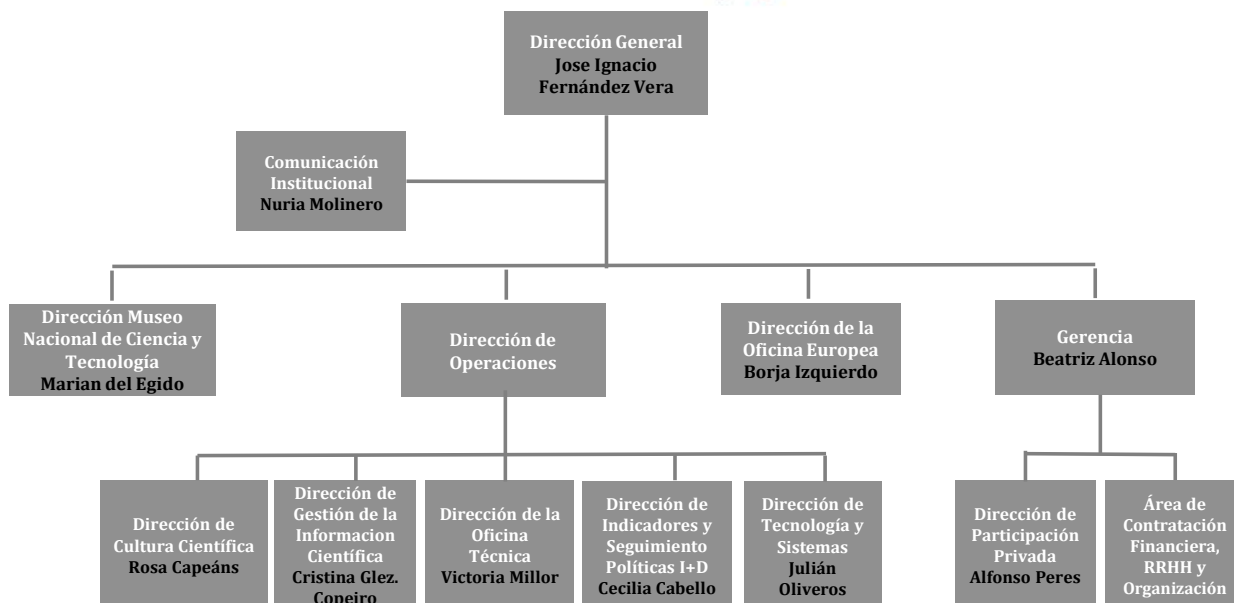 Dirección General
Jose Ignacio
Fernández Vera
Comunicación
Institucional
Nuria Molinero
Dirección Museo
Nacional de Ciencia y
Tecnología
Marian del Egido
Dirección de
Operaciones
Dirección de la
Oficina Europea
Borja Izquierdo
Gerencia
Beatriz Alonso
Dirección de
Cultura Científica
Rosa Capeáns
Dirección de
Gestión de la
Informacion
Científica
Cristina Glez.
Copeiro
Dirección de la
Oficina
Técnica
Victoria Millor
Dirección de
Indicadores y
Seguimiento
Políticas I+D
Cecilia Cabello
Dirección de
Tecnología y
Sistemas
Julián
Oliveros
Dirección de
Participación
Privada
Alfonso Peres
Área de
Contratación
Financiera,
RRHH y
Organización